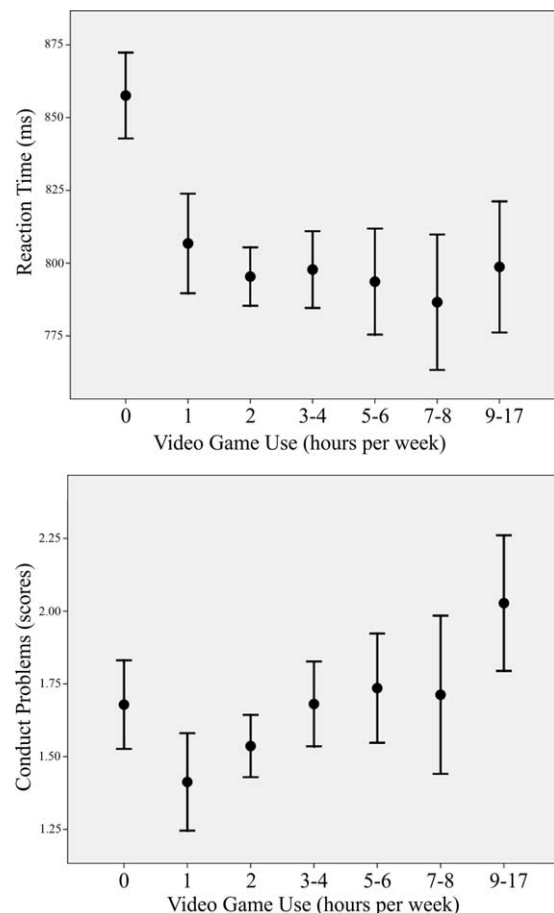 Reaction Time (ms)
875
850
825
800
775
0 1 2 3-4 5-6 7-8 9-17
Video Game Use (hours per week)
Conduct Problems (scores)
2.25
2.00
1.75
1.50
1.25
0 1 2 3-4 5-6 7-8 9-17
Video Game Use (hours per week)